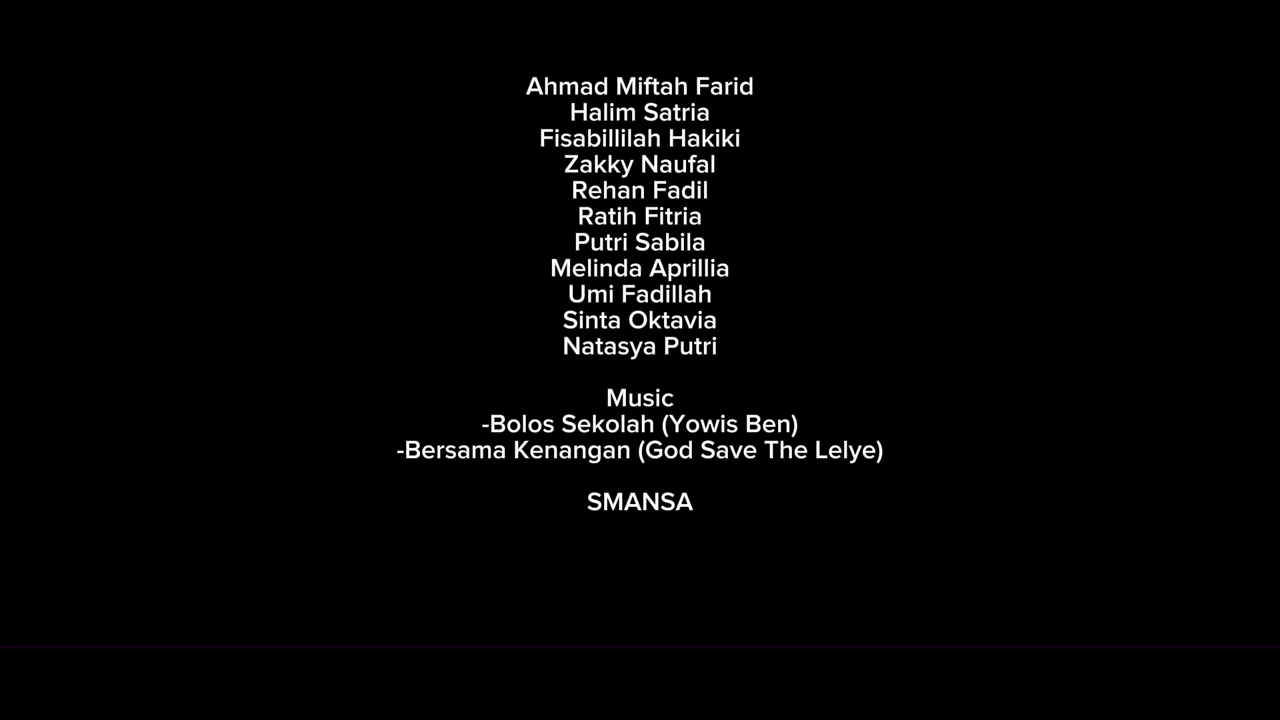 Ahmad Miftah Farid
Halim Satria
Fisabillilah Hakiki
Zakky Naufal
Rehan Fadil
Ratih Fitria
Putri Sabila
Melinda Aprillia
Umi Fadillah
Sinta Oktavia
Natasya Putri
Music
-Bolos Sekolah (Yowis Ben)
-Bersama Kenangan (God Save The Lelye)
SMANSA